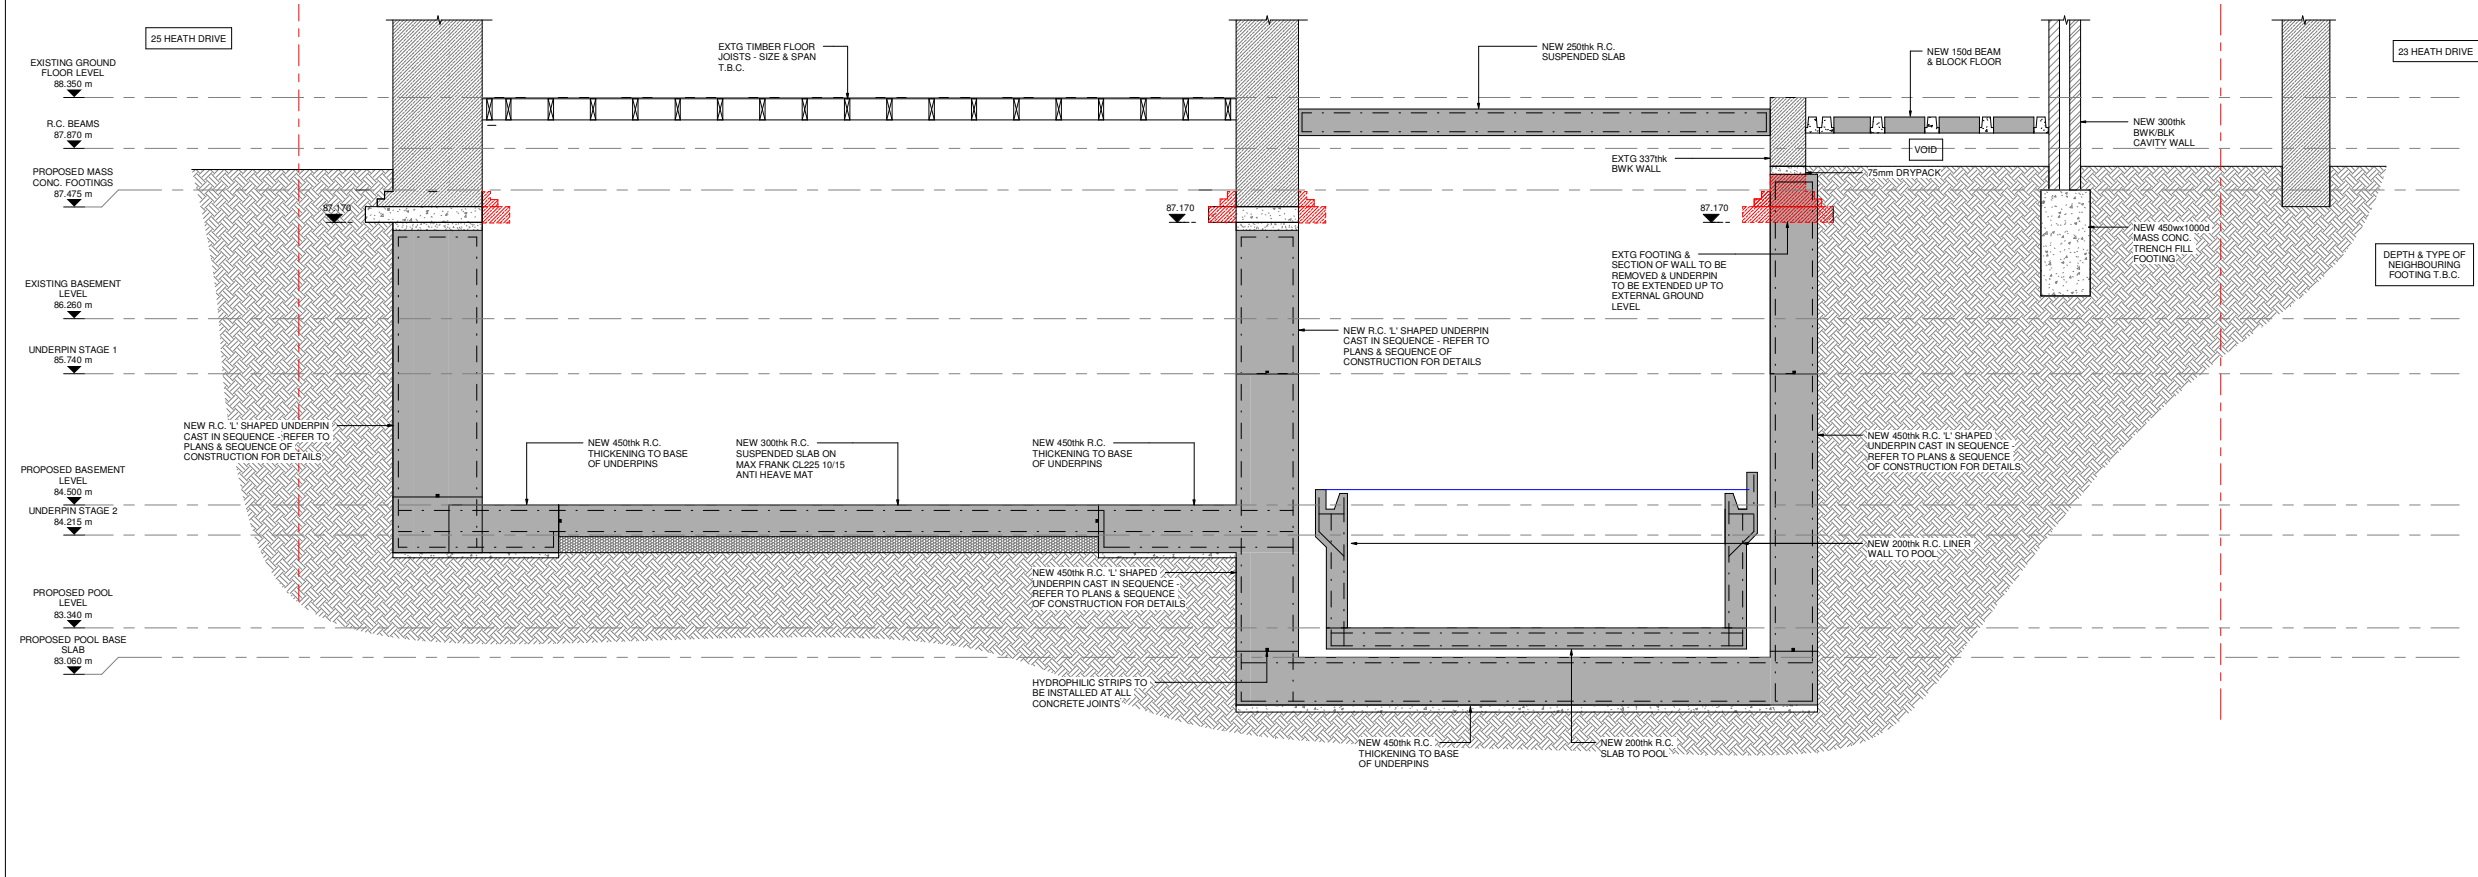 25 HEATH DRIVE
EXISTING GROUND
FLOOR LEVEL
88.350 m
R.C. BEAMS
87.870 m
PROPOSED MASS
CONC. FOOTINGS
87.475 m
EXISTING BASEMENT
LEVEL
86.260 m
UNDERPIN STAGE 1
85.740 m
PROPOSED BASEMENT
LEVEL
84.500 m
UNDERPIN STAGE 2
84.215 m
PROPOSED POOL
LEVEL
83.340 m
PROPOSED POOL BASE
SLAB
83.060 m
EXTG TIMBER FLOOR
JOISTS - SIZE & SPAN
T.B.C.
87.170
NEW R.C. 'L' SHAPED UNDERPIN
CAST IN SEQUENCE - REFER TO
PLANS & SEQUENCE OF
CONSTRUCTION FOR DETAILS
NEW 450thk R.C.
THICKENING TO BASE
OF UNDERPINS
NEW 300thk R.C.
SUSPENDED SLAB ON
MAX FRANK CL225 10/15
ANTI HEAVE MAT
NEW 450thk R.C.
THICKENING TO BASE
OF UNDERPINS
NEW 450thk R.C. 'L' SHAPED
UNDERPIN CAST IN SEQUENCE -
REFER TO PLANS & SEQUENCE
OF CONSTRUCTION FOR DETAILS
HYDROPHILIC STRIPS TO
BE INSTALLED AT ALL
CONCRETE JOINTS
87.170
NEW 250thk R.C.
SUSPENDED SLAB
EXTG 337thk
BWK WALL
87.170
EXTG FOOTING &
SECTION OF WALL TO BE
REMOVED & UNDERPIN
TO BE EXTENDED UP TO
EXTERNAL GROUND
LEVEL
NEW R.C. 'L' SHAPED UNDERPIN
CAST IN SEQUENCE - REFER TO
PLANS & SEQUENCE OF
CONSTRUCTION FOR DETAILS
NEW 450thk R.C.
THICKENING TO BASE
OF UNDERPINS
NEW 200thk R.C.
SLAB TO POOL
NEW 150d BEAM
& BLOCK FLOOR
VOID
75mm DRYPACK
NEW 300thk
BWK/BLK
CAVITY WALL
NEW 450wx1000d
MASS CONC.
TRENCH FILL
FOOTING
NEW 450thk R.C. 'L' SHAPED
UNDERPIN CAST IN SEQUENCE -
REFER TO PLANS & SEQUENCE
OF CONSTRUCTION FOR DETAILS
NEW 200thk R.C. LINER
WALL TO POOL
23 HEATH DRIVE
DEPTH & TYPE OF
NEIGHBOURING
FOOTING T.B.C.